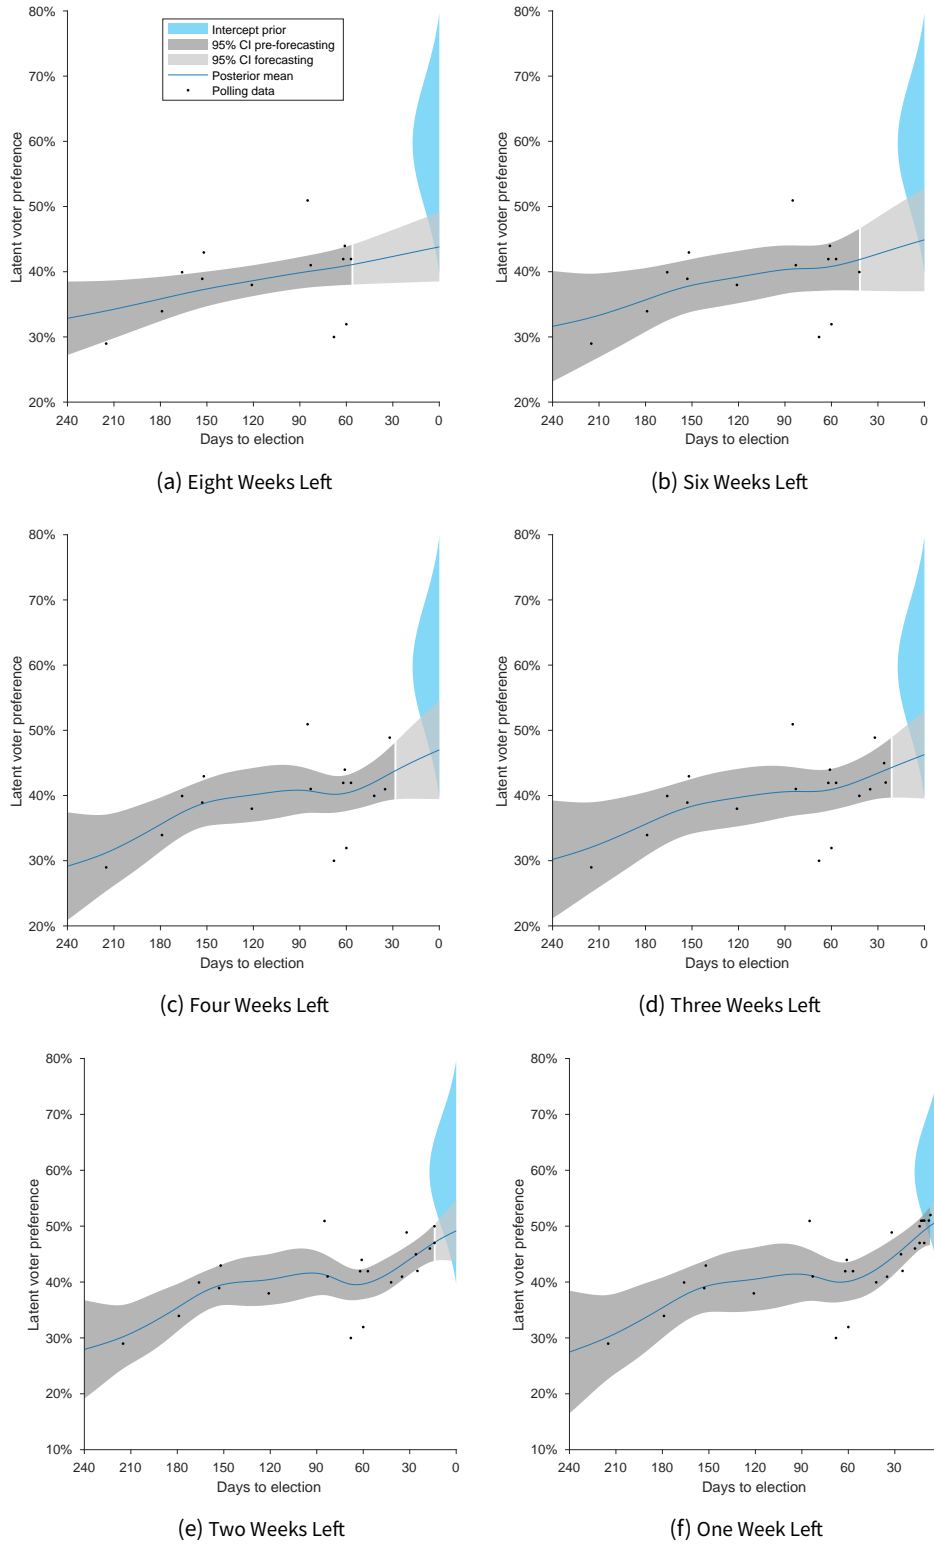 80%
70%
60%
50%
40%
30%
20%
Latent voter preference
Intercept prior
95% CI pre-forecasting
95% CI forecasting
Posterior mean
Polling data
240 210 180 150 120 90 60 30 0
Days to election
(a) Eight Weeks Left
80%
70%
60%
50%
40%
30%
20%
Latent voter preference
240 210 180 150 120 90 60 30 0
Days to election
(b) Six Weeks Left
80%
70%
60%
50%
40%
30%
20%
Latent voter preference
240 210 180 150 120 90 60 30 0
Days to election
(c) Four Weeks Left
80%
70%
60%
50%
40%
30%
20%
Latent voter preference
240 210 180 150 120 90 60 30 0
Days to election
(d) Three Weeks Left
80%
70%
60%
50%
40%
30%
20%
10%
Latent voter preference
240 210 180 150 120 90 60 30 0
Days to election
(e) Two Weeks Left
80%
70%
60%
50%
40%
30%
20%
10%
Latent voter preference
240 210 180 150 120 90 60 30
Days to election
(f) One Week Left